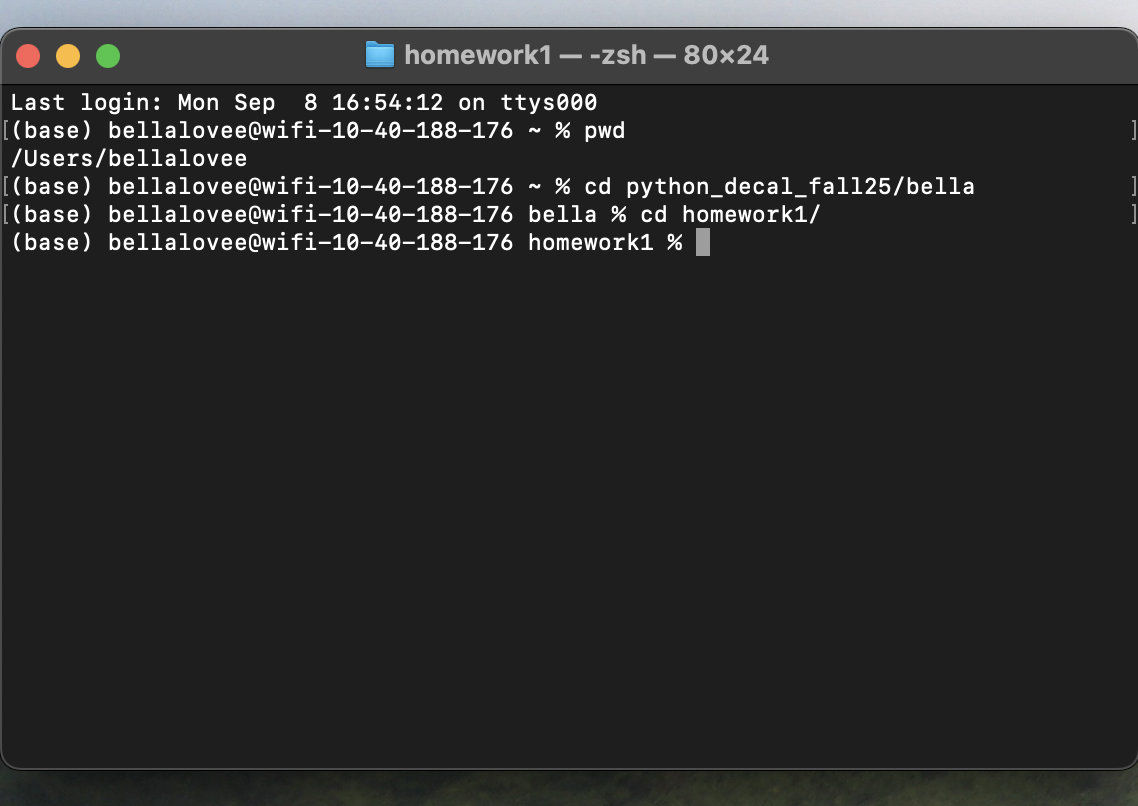 homework1 — -zsh — 80×24
Last login: Mon Sep  8 16:54:12 on ttys000
[(base) bellalovee@wifi-10-40-188-176 ~ % pwd ]
/Users/bellalovee
[(base) bellalovee@wifi-10-40-188-176 ~ % cd python_decal_fall25/bella ]
[(base) bellalovee@wifi-10-40-188-176 bella % cd homework1/ ]
(base) bellalovee@wifi-10-40-188-176 homework1 %